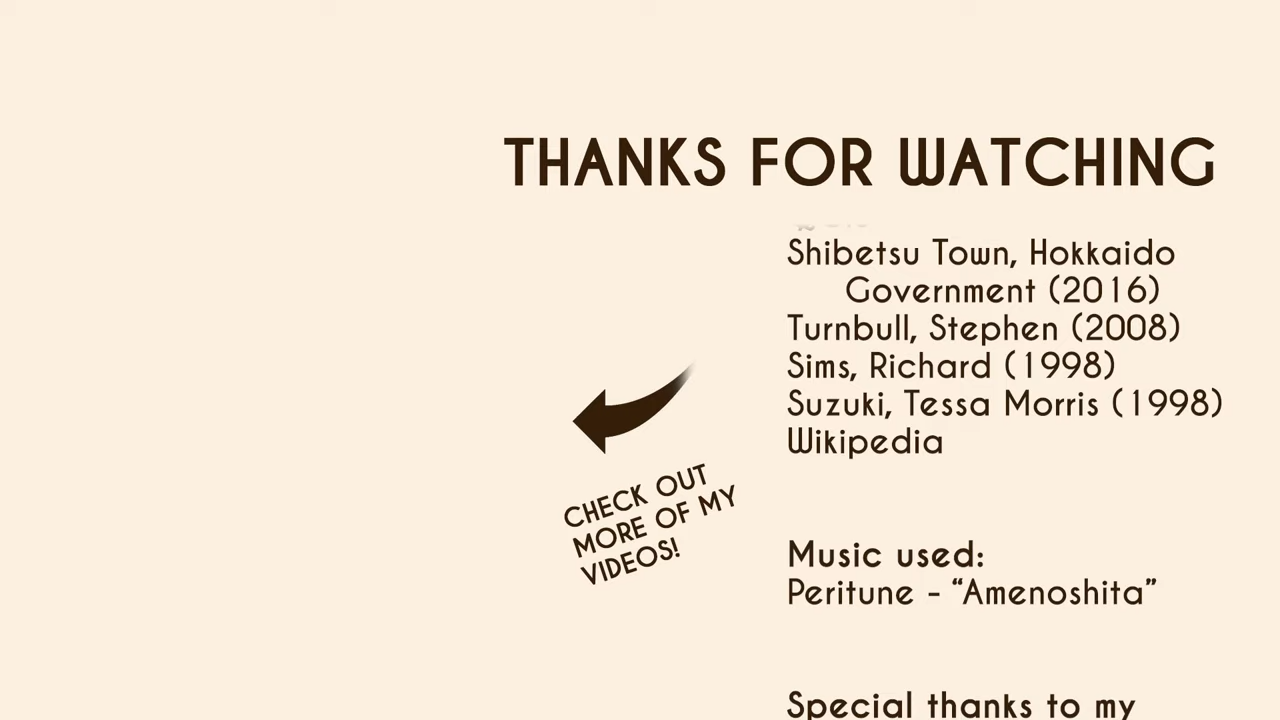 THANKS FOR WATCHING
Shibetsu Town, Hokkaido
Government (2016)
Turnbull, Stephen (2008)
Sims, Richard (1998)
Suzuki, Tessa Morris (1998)
Wikipedia
CHECK OUT
MORE OF MY
VIDEOS!
Music used:
Peritune - “Amenoshita”
Special thanks to my